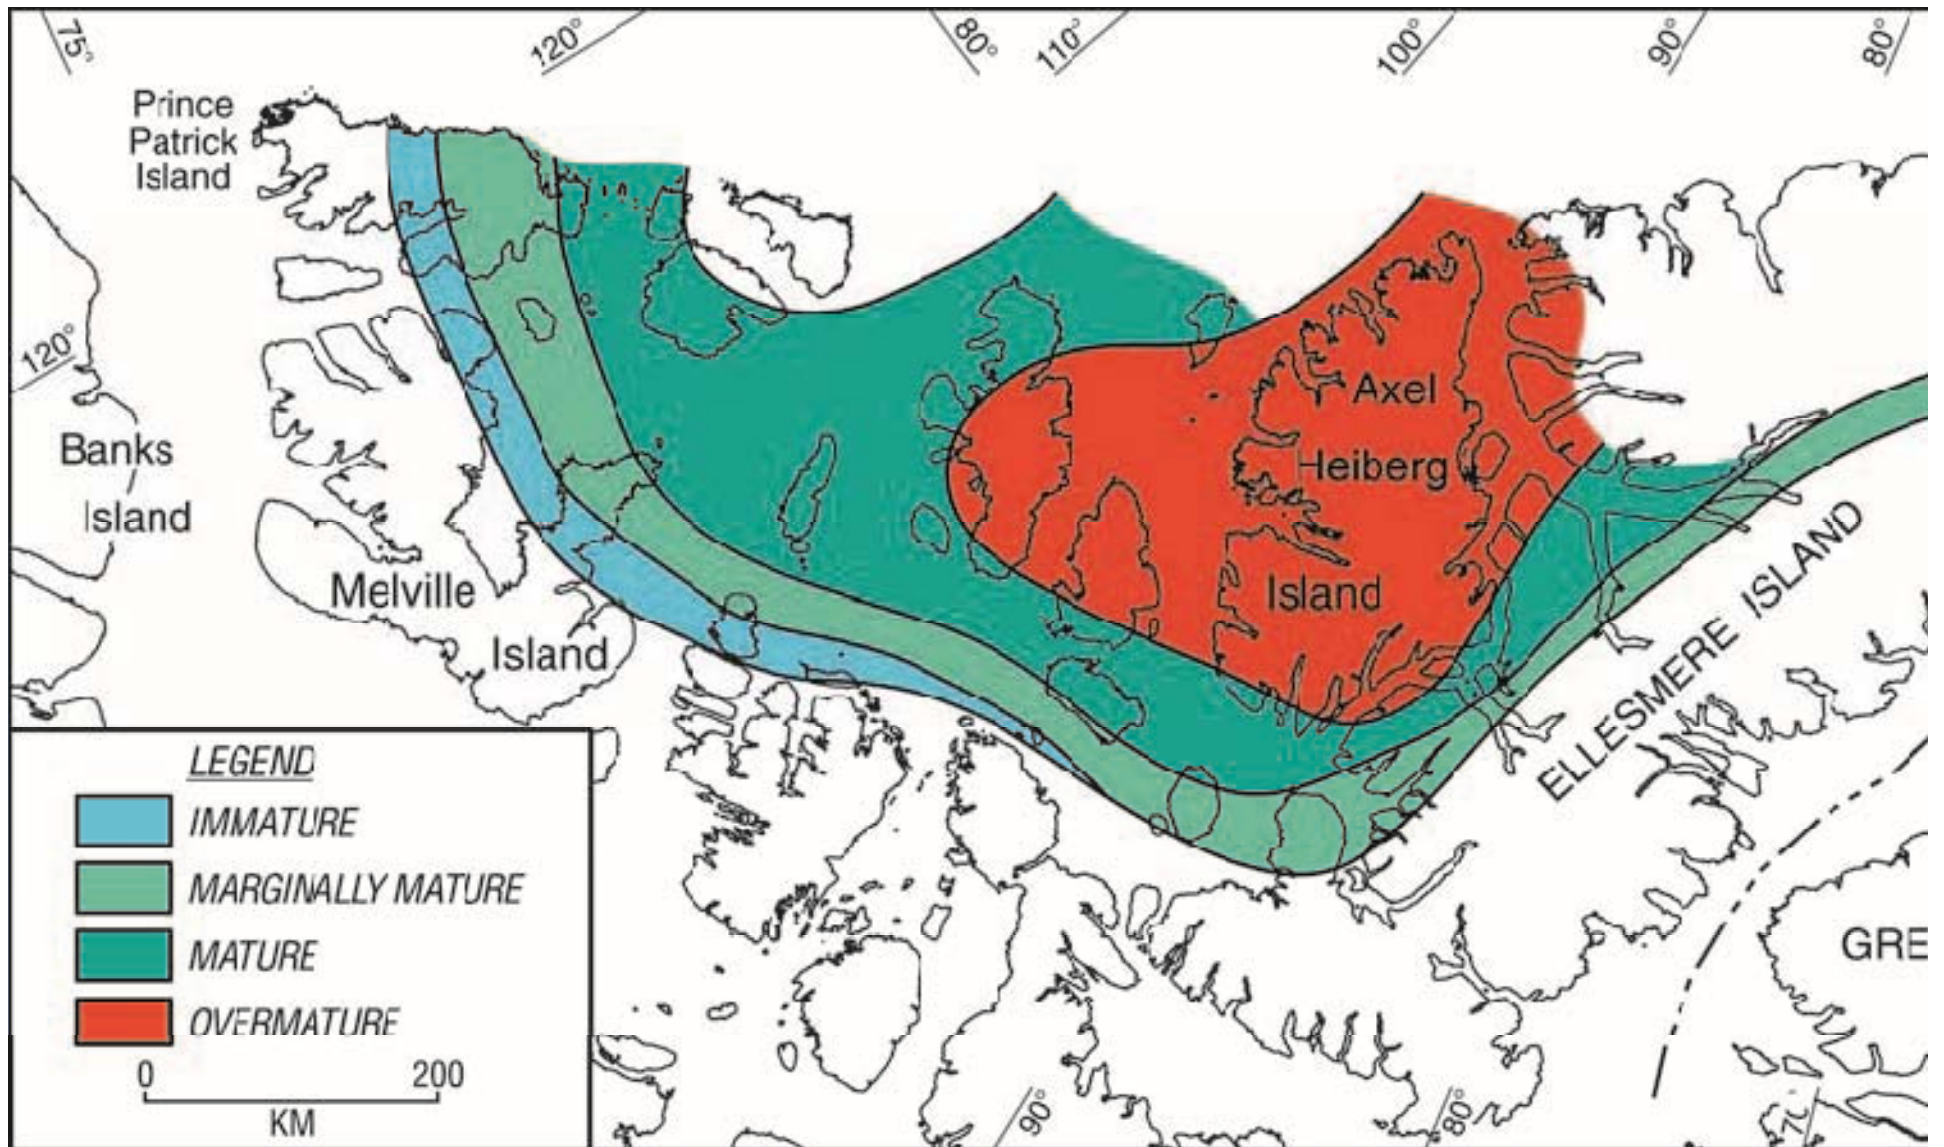 75°
120°
80°
110°
100°
90°
80°
Prince
Patrick
Island
120°
Banks
Island
Axel
Heiberg
Island
Melville
Island
ELLESMERE ISLAND
GRE
LEGEND
IMMATURE
MARGINALLY MATURE
MATURE
OVERMATURE
0 200
KM
90°
80°